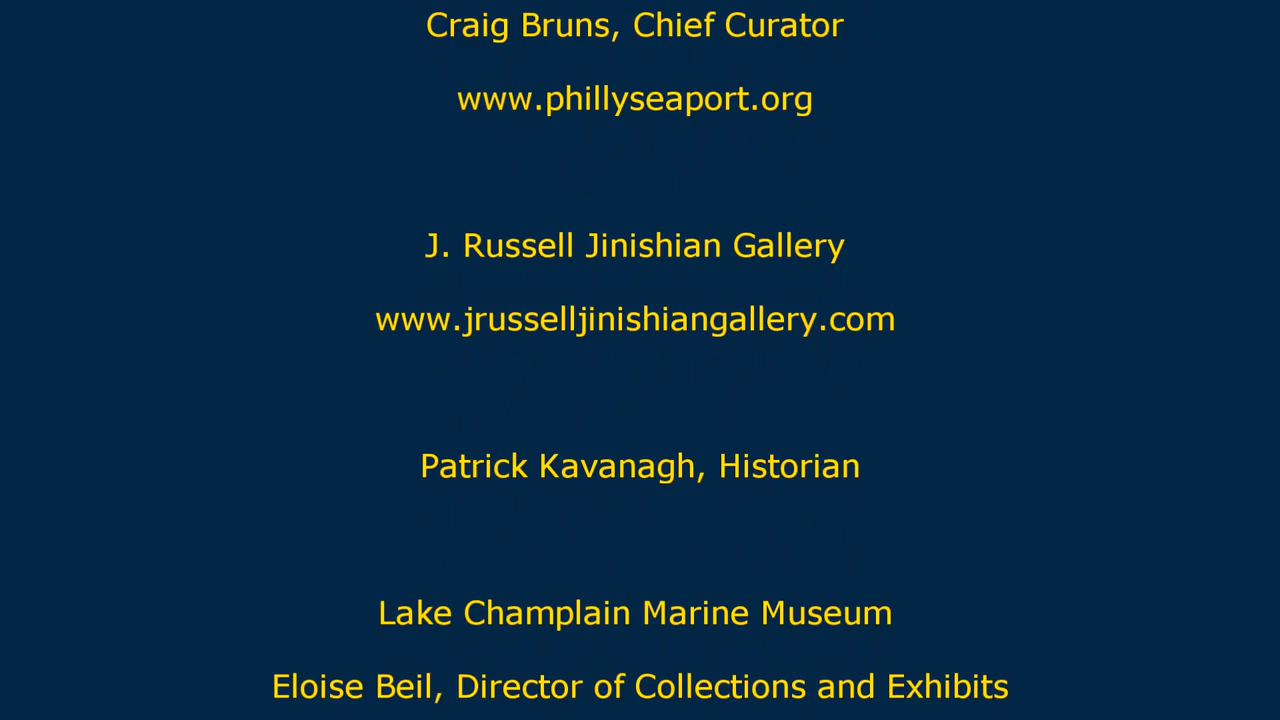 Craig Bruns, Chief Curator
www.phillyseaport.org
J. Russell Jinishian Gallery
www.jrusselljinishiangallery.com
Patrick Kavanagh, Historian
Lake Champlain Marine Museum
Eloise Beil, Director of Collections and Exhibits